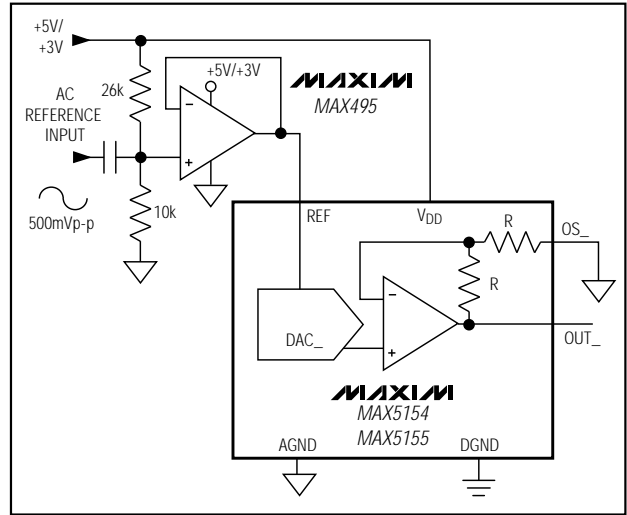 +5V/
+3V
26k
+5V/+3V
MAXIM
MAX495
AC
REFERENCE
INPUT
–
+
500mVp-p
10k
REF
VDD
R
OS_
R
–
+
DAC_
OUT_
MAXIM
MAX5154
MAX5155
AGND
DGND